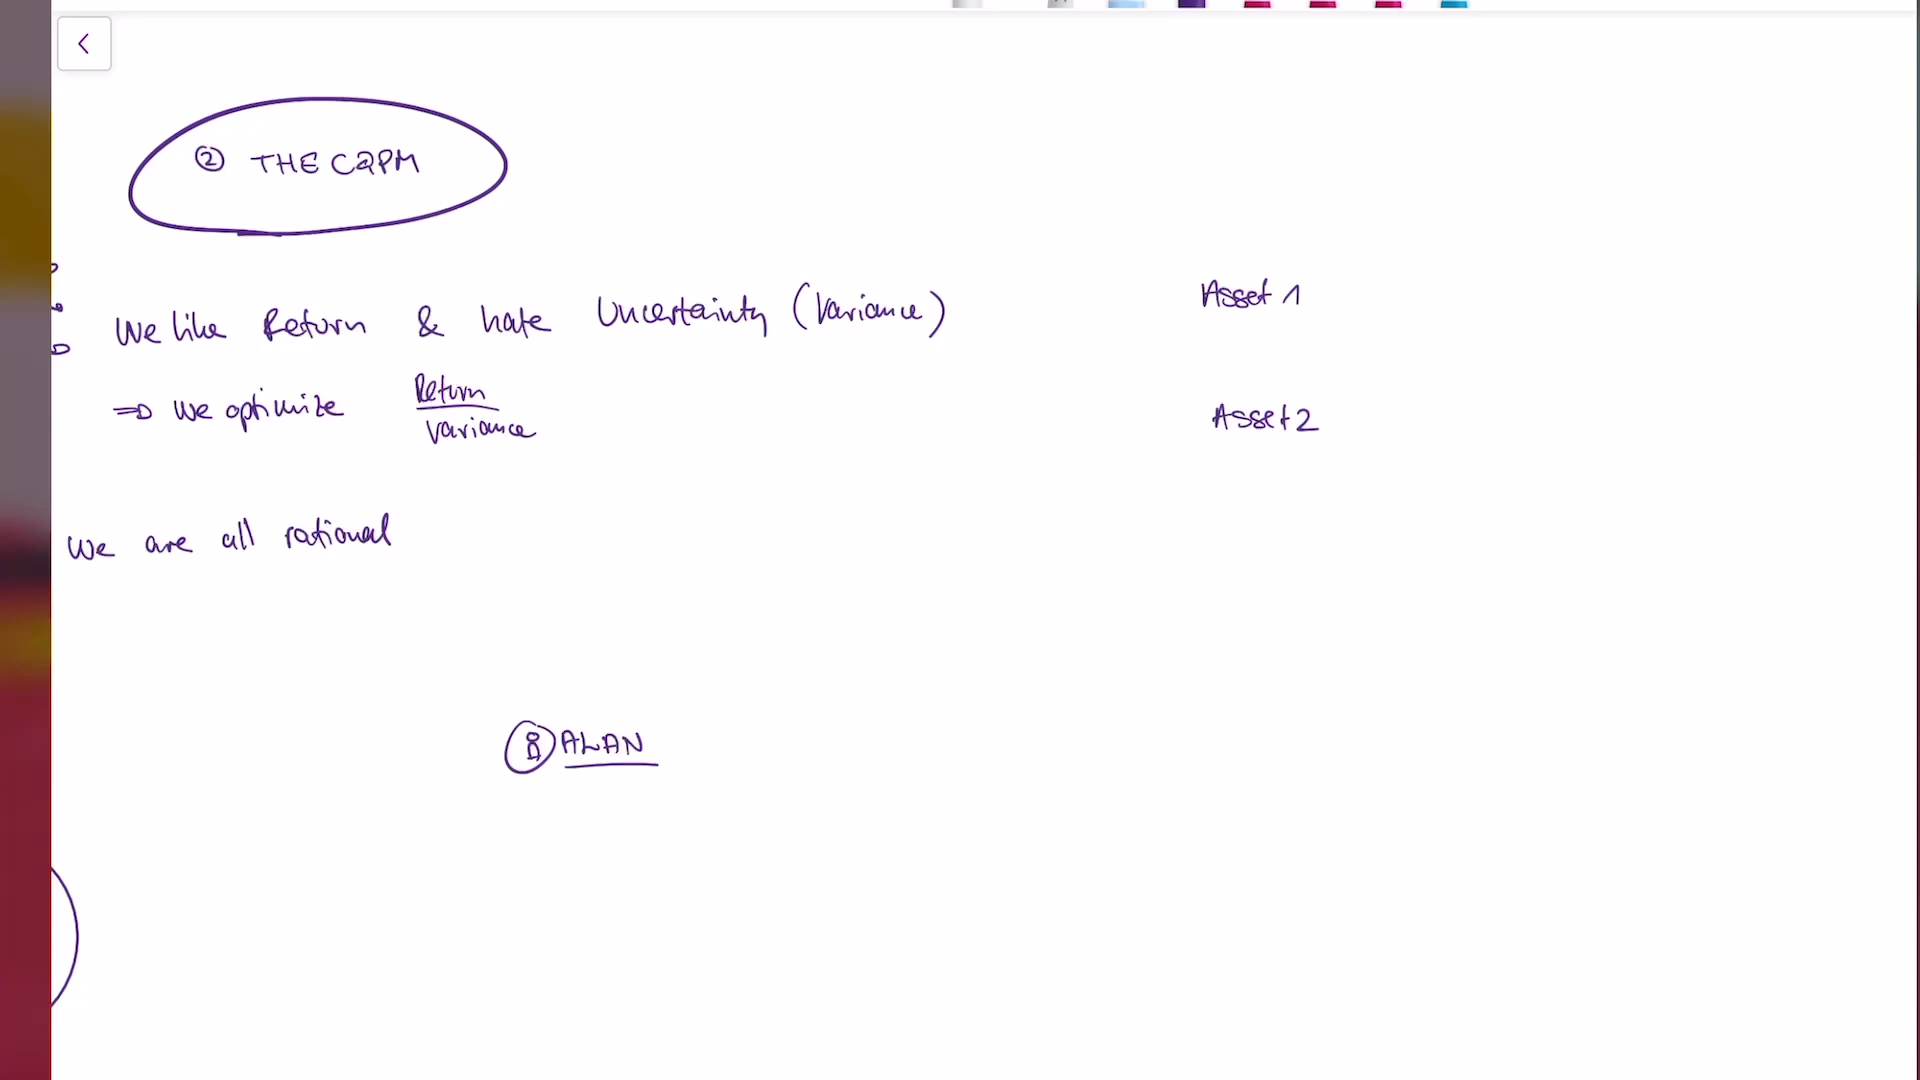 ② THE CAPM
We like Return & hate Uncertainty (Variance)
⇒ We optimize Return
Variance
We are all rational
ALAN
Asset 1
Asset 2